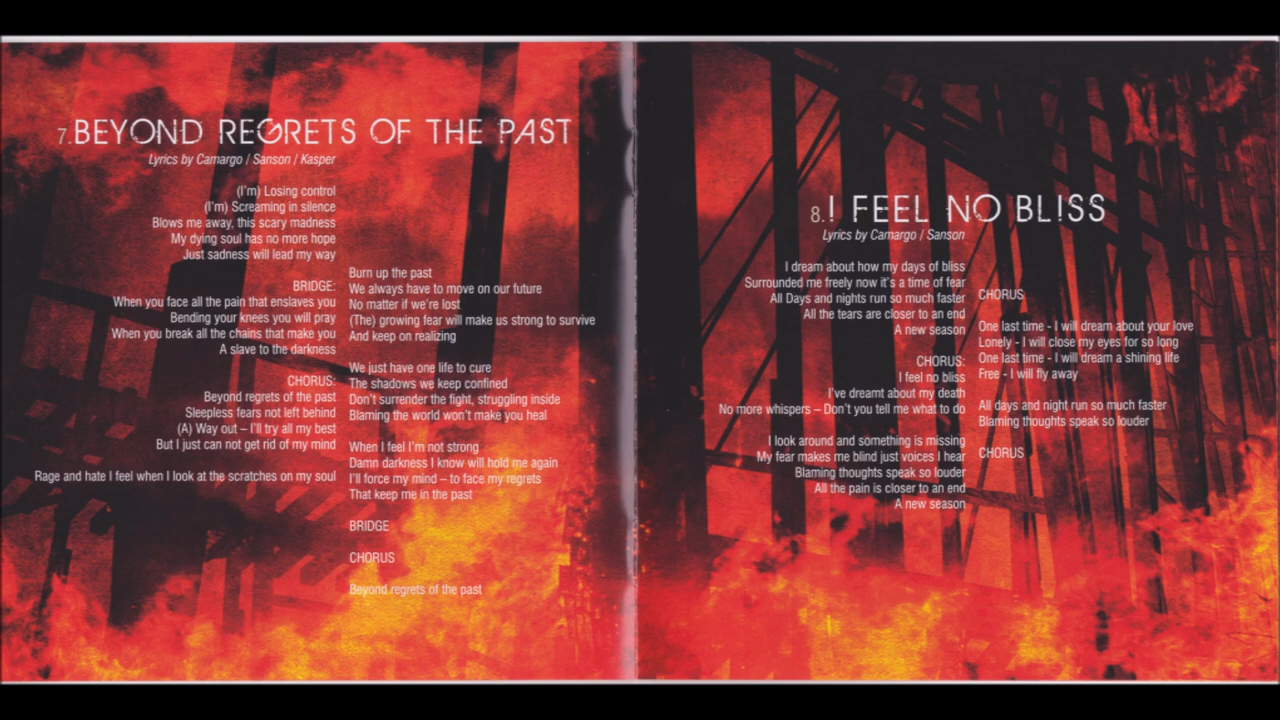 7. BEYOND REGRETS OF THE PAST
Lyrics by Camargo / Sanson / Kasper
(I'm) Losing control
(I'm) Screaming in silence
Blows me away, this scary madness
My dying soul has no more hope
Just sadness will lead my way
BRIDGE:
When you face all the pain that enslaves you
Bending your knees you will pray
When you break all the chains that make you
A slave to the darkness
CHORUS:
Beyond regrets of the past
Sleepless fears not left behind
(A) Way out – I'll try all my best
But I just can not get rid of my mind
Rage and hate I feel when I look at the scratches on my soul
Burn up the past
We always have to move on our future
No matter if we're lost
(The) growing fear will make us strong to survive
And keep on realizing
We just have one life to cure
The shadows we keep confined
Don't surrender the fight, struggling inside
Blaming the world won't make you heal
When I feel I'm not strong
Damn darkness I know will hold me again
I'll force my mind – to face my regrets
That keep me in the past
BRIDGE
CHORUS
Beyond regrets of the past
8. I FEEL NO BLISS
Lyrics by Camargo / Sanson
I dream about how my days of bliss
Surrounded me freely now it's a time of fear
All Days and nights run so much faster
All the tears are closer to an end
A new season
CHORUS:
I feel no bliss
I've dreamt about my death
No more whispers – Don't you tell me what to do
I look around and something is missing
My fear makes me blind just voices I hear
Blaming thoughts speak so louder
All the pain is closer to an end
A new season
CHORUS
One last time - I will dream about your love
Lonely - I will close my eyes for so long
One last time - I will dream a shining life
Free - I will fly away
All days and night run so much faster
Blaming thoughts speak so louder
CHORUS